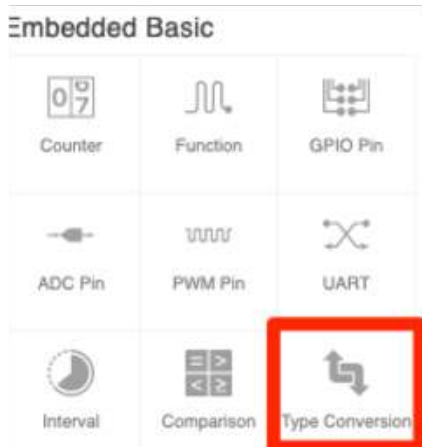 Embedded Basic
Counter
Function
GPIO Pin
ADC Pin
PWM Pin
UART
Interval
Comparison
Type Conversion